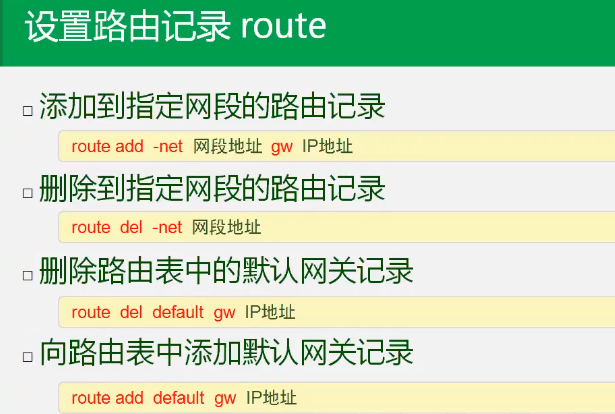 设置路由记录 route
添加到指定网段的路由记录
route add -net 网段地址 gw IP地址
删除到指定网段的路由记录
route del -net 网段地址
删除路由表中的默认网关记录
route del default gw IP地址
向路由表中添加默认网关记录
route add default gw IP地址